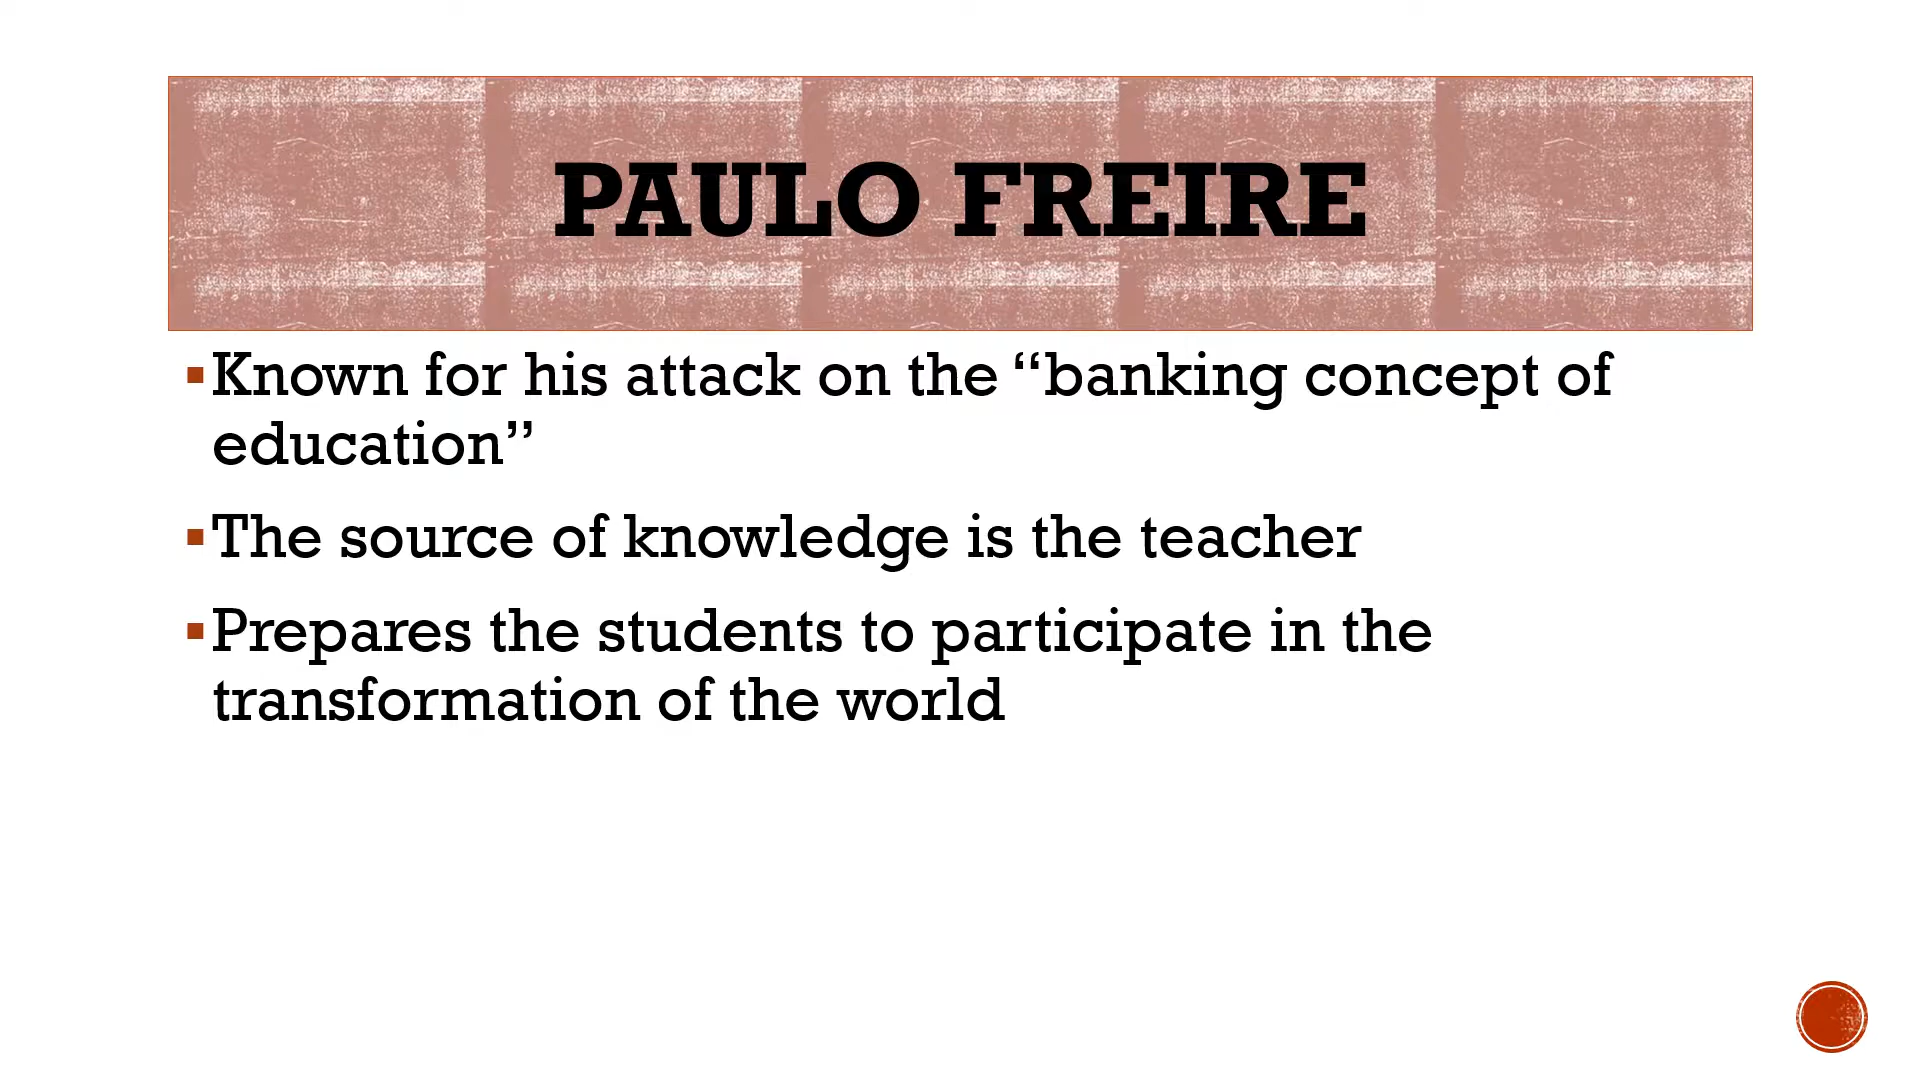 PAULO FREIRE
▪Known for his attack on the “banking concept of
education”
▪The source of knowledge is the teacher
▪Prepares the students to participate in the
transformation of the world